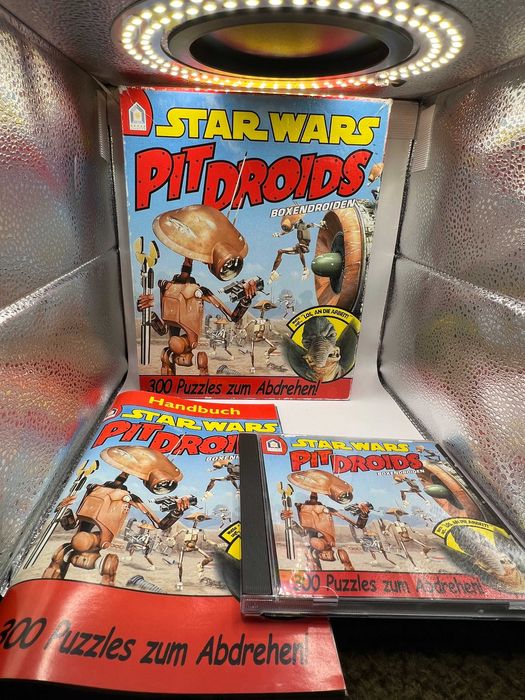 STAR WARS
PIT DROIDS
BOXENDROIDEN
LOS, AN DIE ARBEIT!
300 Puzzles zum Abdrehen!
Handbuch
STAR WARS
PIT DROIDS
300 Puzzles zum Abdrehen!
STAR WARS
PIT DROIDS
BOXENDROIDEN
300 Puzzles zum Abdrehen!